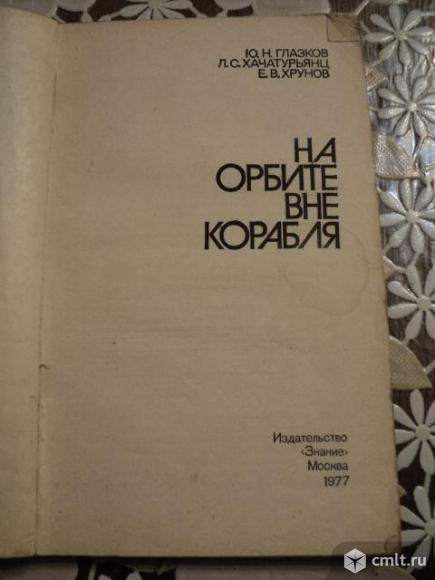 Ю. Н. ГЛАЗКОВ
Л. С. ХАЧАТУРЬЯНЦ
Е. В. ХРУНОВ
НА
ОРБИТЕ
ВНЕ
КОРАБЛЯ
Издательство
«Знание»
Москва
1977
cmlt.ru